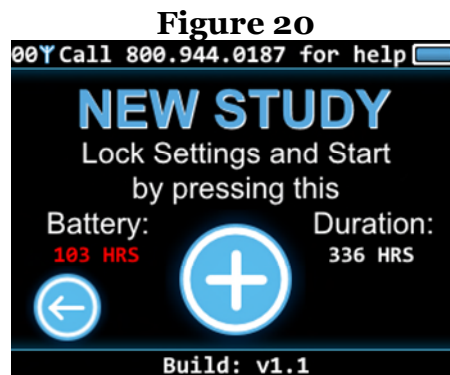 Figure 20
00 Call 800.944.0187 for help
NEW STUDY
Lock Settings and Start
by pressing this
Battery: Duration:
103 HRS 336 HRS
Build: v1.1